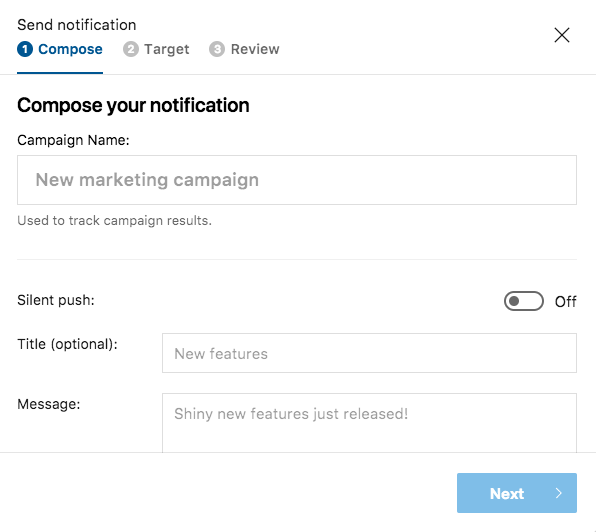 Send notification
1 Compose 2 Target 3 Review
Compose your notification
Campaign Name:
New marketing campaign
Used to track campaign results.
Silent push: Off
Title (optional): New features
Message: Shiny new features just released!
Next